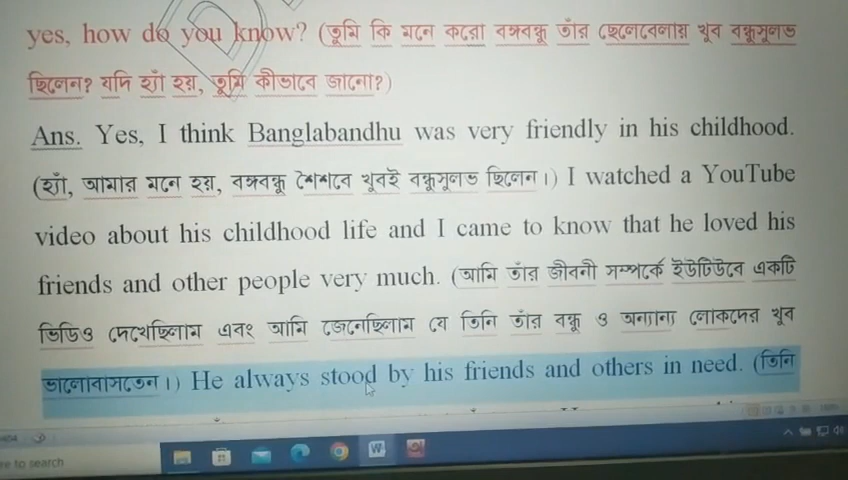 yes, how do you know? (তুমি কি মনে করো বঙ্গবন্ধু তাঁর ছেলেবেলায় খুব বন্ধুসুলভ
ছিলেন? যদি হ্যাঁ হয়, তুমি কীভাবে জানো?)
Ans. Yes, I think Banglabandhu was very friendly in his childhood.
(হ্যাঁ, আমার মনে হয়, বঙ্গবন্ধু শৈশবে খুবই বন্ধুসুলভ ছিলেন।) I watched a YouTube
video about his childhood life and I came to know that he loved his
friends and other people very much. (আমি তাঁর জীবনী সম্পর্কে ইউটিউবে একটি
ভিডিও দেখেছিলাম এবং আমি জেনেছিলাম যে তিনি তাঁর বন্ধু ও অন্যান্য লোকদের খুব
ভালোবাসতেন।) He always stood by his friends and others in need. (তিনি
re to search